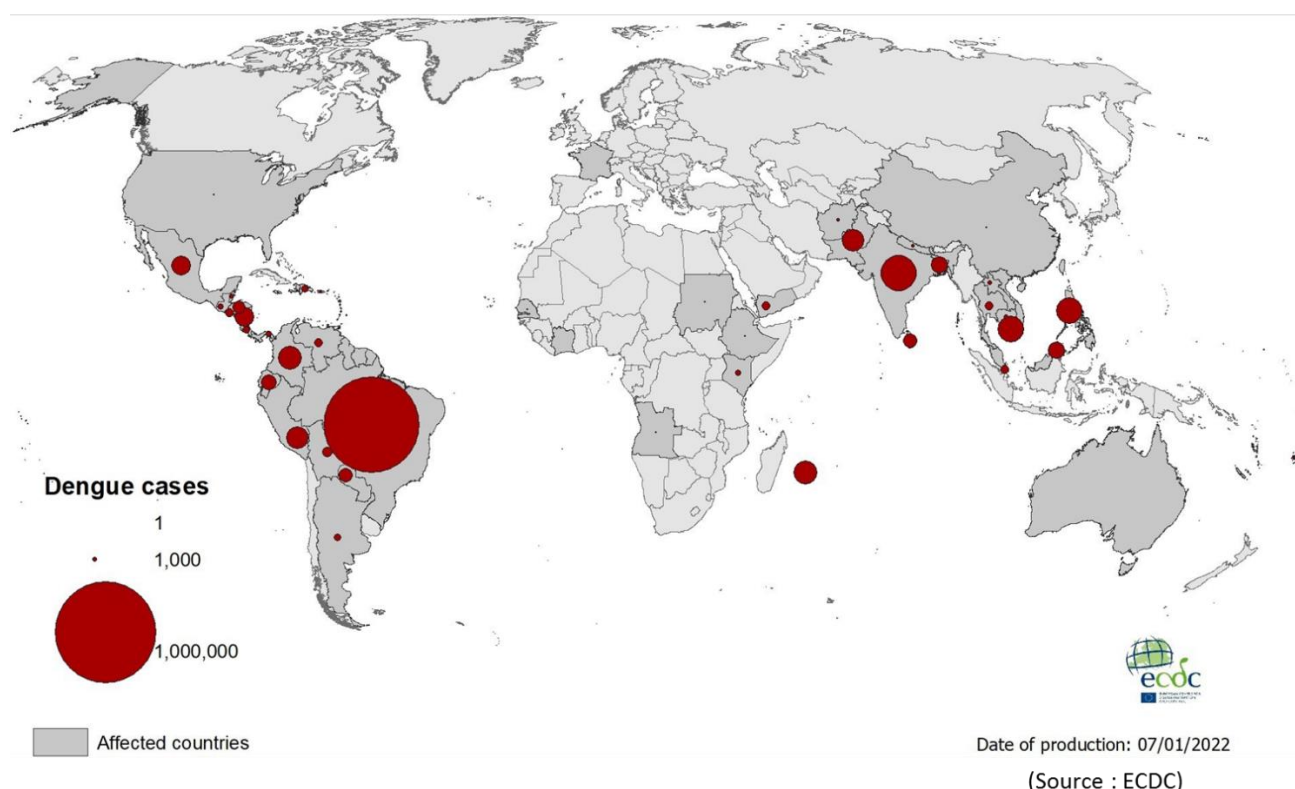 Dengue cases
1
1,000
1,000,000
Affected countries
ecdc
Date of production: 07/01/2022
(Source : ECDC)